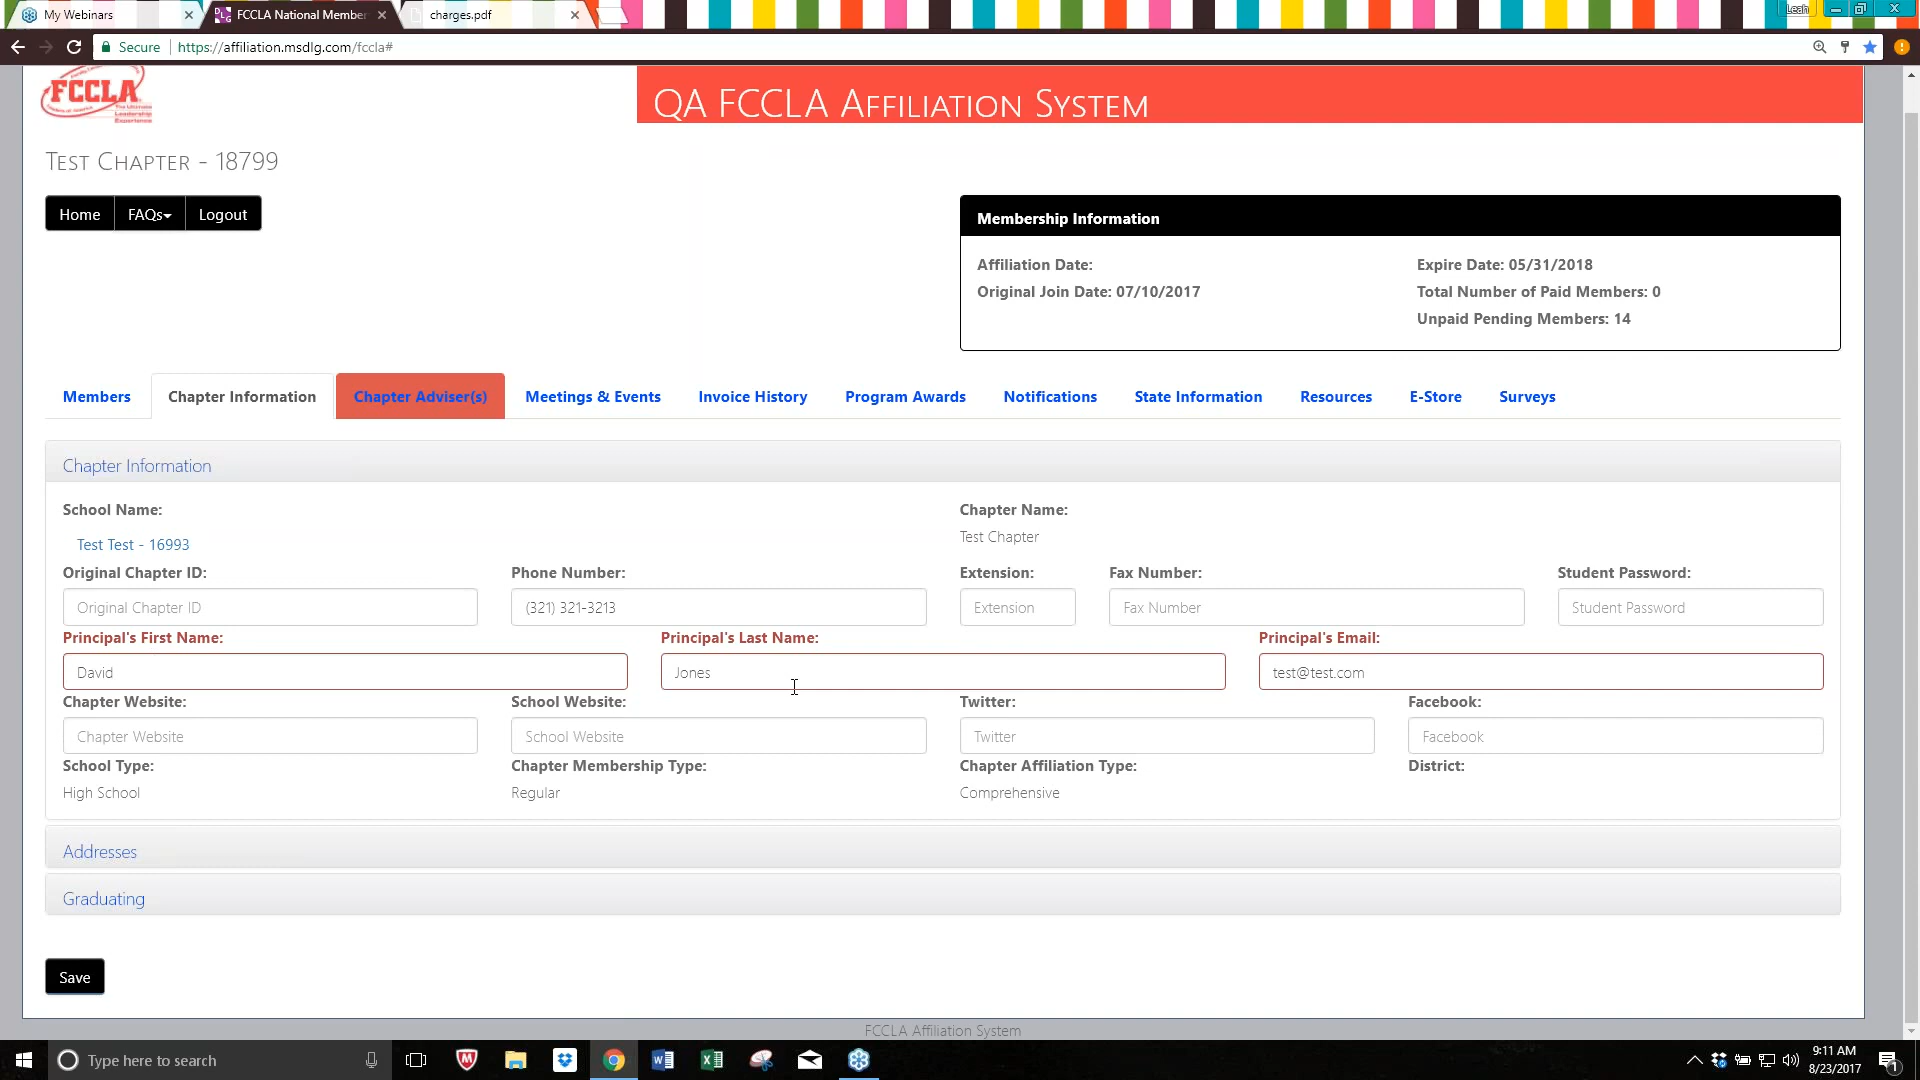 My Webinars
FCCLA National Member
charges.pdf
Leah
Secure
https://affiliation.msdlg.com/fccla#
FCCLA
The Ultimate
Leadership
Experience
QA FCCLA Affiliation System
Test Chapter - 18799
Home FAQs Logout
Membership Information
Affiliation Date:
Original Join Date: 07/10/2017
Expire Date: 05/31/2018
Total Number of Paid Members: 0
Unpaid Pending Members: 14
Members Chapter Information Chapter Adviser(s) Meetings & Events Invoice History Program Awards Notifications State Information Resources E-Store Surveys
Chapter Information
School Name: Chapter Name:
Test Test - 16993 Test Chapter
Original Chapter ID: Phone Number: Extension: Fax Number: Student Password:
Original Chapter ID (321) 321-3213 Extension Fax Number Student Password
Principal's First Name: Principal's Last Name: Principal's Email:
David Jones test@test.com
Chapter Website: School Website: Twitter: Facebook:
Chapter Website School Website Twitter Facebook
School Type: Chapter Membership Type: Chapter Affiliation Type: District:
High School Regular Comprehensive
Addresses
Graduating
Save
FCCLA Affiliation System
Type here to search
9:11 AM
8/23/2017
1